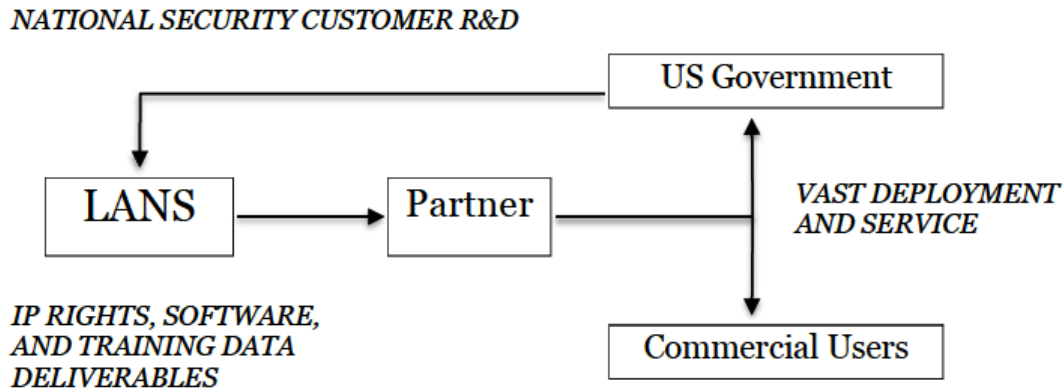 NATIONAL SECURITY CUSTOMER R&D
US Government
LANS
Partner
VAST DEPLOYMENT
AND SERVICE
IP RIGHTS, SOFTWARE,
AND TRAINING DATA
DELIVERABLES
Commercial Users